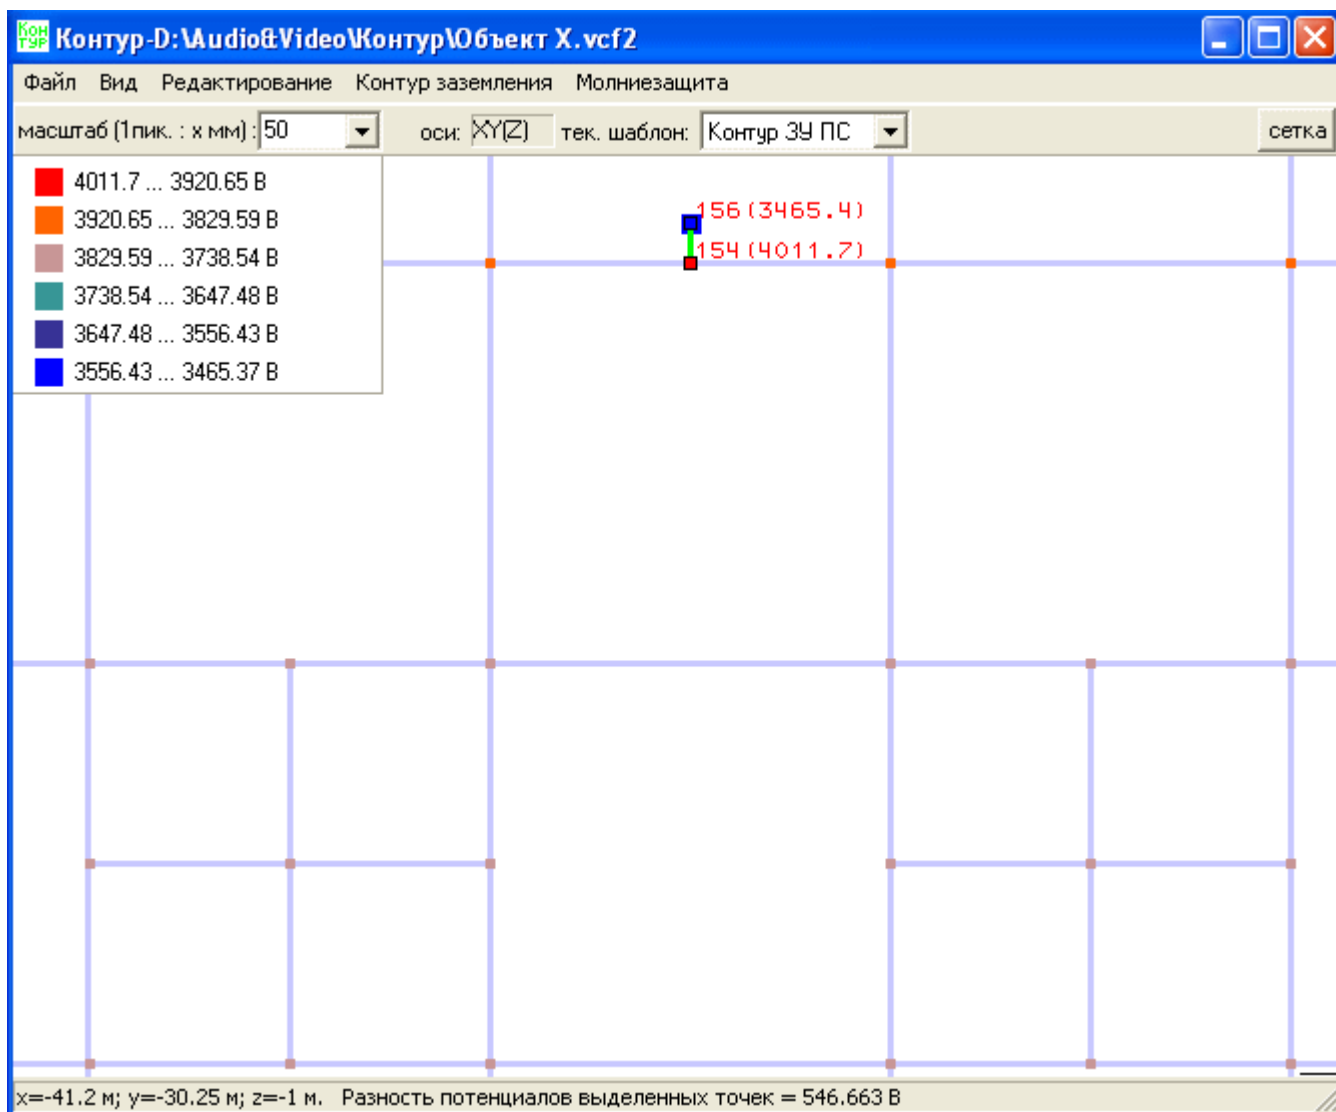 Контур-D:\Audio&Video\Контур\Объект X.vcf2
Файл Вид Редактирование Контур заземления Молниезащита
масштаб (1пик. : х мм) : 50 оси: XY(Z) тек. шаблон: Контур ЗУ ПС сетка
4011.7 ... 3920.65 В
3920.65 ... 3829.59 В
3829.59 ... 3738.54 В
3738.54 ... 3647.48 В
3647.48 ... 3556.43 В
3556.43 ... 3465.37 В
156(3465.4)
154(4011.7)
x=-41.2 м; y=-30.25 м; z=-1 м. Разность потенциалов выделенных точек = 546.663 В